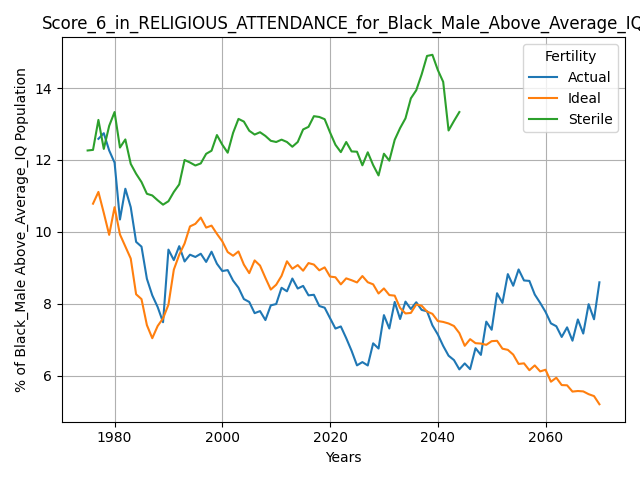 Score_6_in_RELIGIOUS_ATTENDANCE_for_Black_Male_Above_Average_IQ
% of Black_Male Above_Average_IQ Population
14
12
10
8
6
Fertility
Actual
Ideal
Sterile
1980
2000
2020
2040
2060
Years